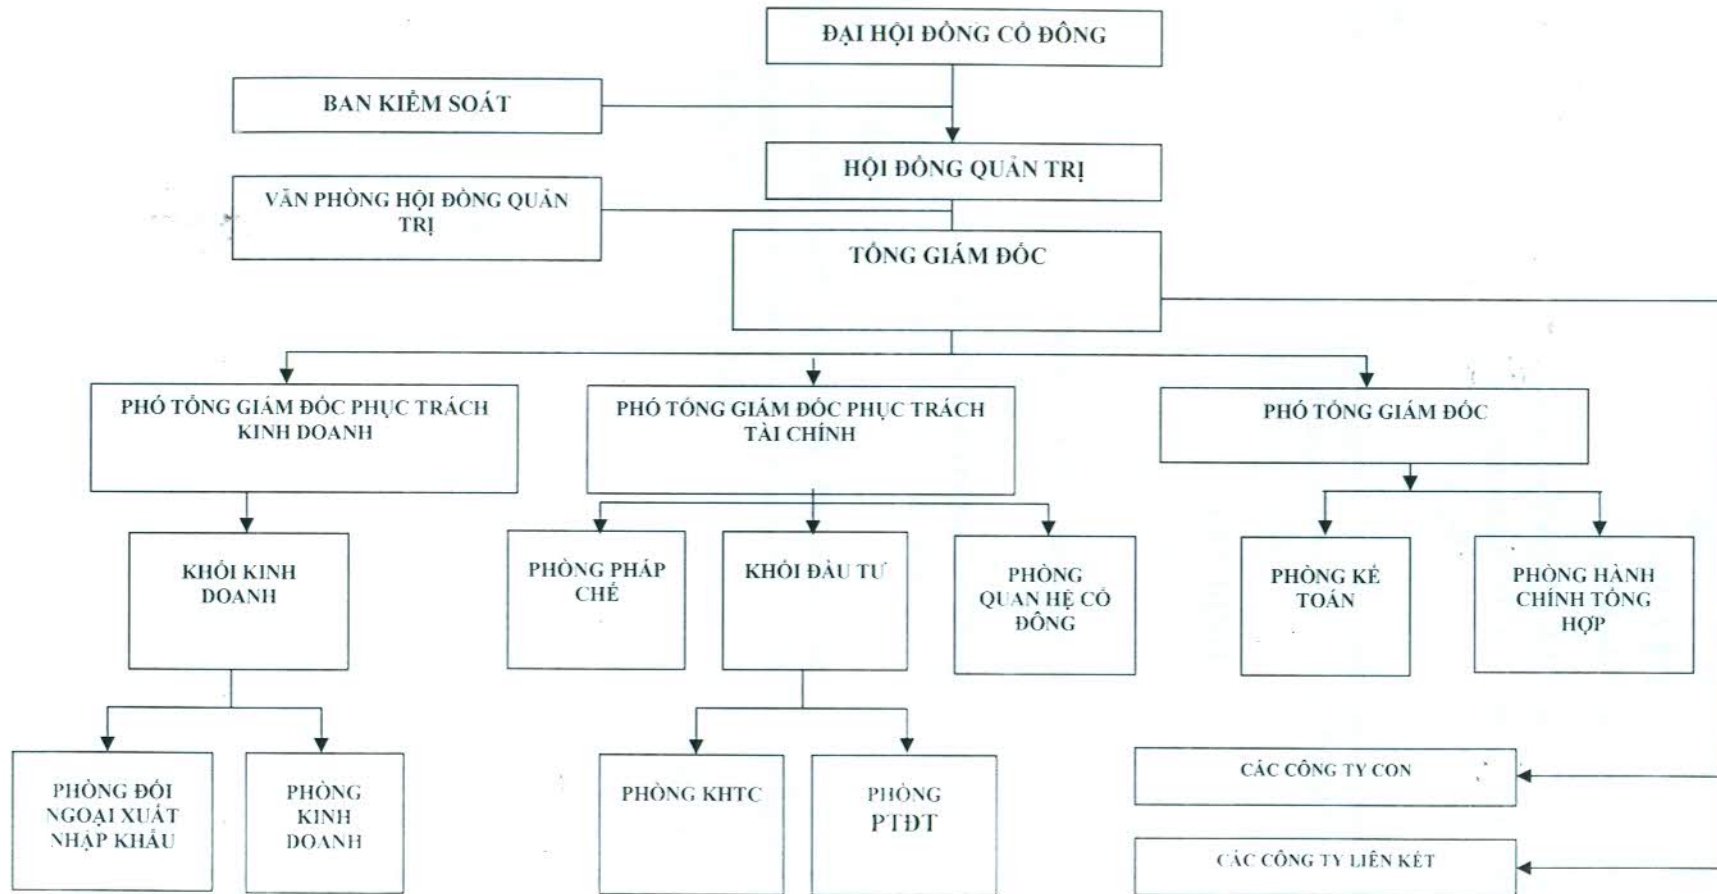 ĐẠI HỘI ĐỒNG CỔ ĐÔNG
BAN KIỂM SOÁT
HỘI ĐỒNG QUẢN TRỊ
VĂN PHÒNG HỘI ĐỒNG QUẢN
TRỊ
TỔNG GIÁM ĐỐC
PHÓ TỔNG GIÁM ĐỐC PHỤC TRÁCH
KINH DOANH
PHÓ TỔNG GIÁM ĐỐC PHỤC TRÁCH
TÀI CHÍNH
PHÓ TỔNG GIÁM ĐỐC
KHỐI KINH
DOANH
PHÒNG PHÁP
CHẾ
KHỐI ĐẦU TƯ
PHÒNG
QUAN HỆ CỔ
ĐÔNG
PHÒNG KẾ
TOÁN
PHÒNG HÀNH
CHÍNH TỔNG
HỢP
PHÒNG ĐỐI
NGOẠI XUẤT
NHẬP KHẨU
PHÒNG
KINH
DOANH
PHÒNG KHTC
PHÒNG
PTĐT
CÁC CÔNG TY CON
CÁC CÔNG TY LIÊN KẾT